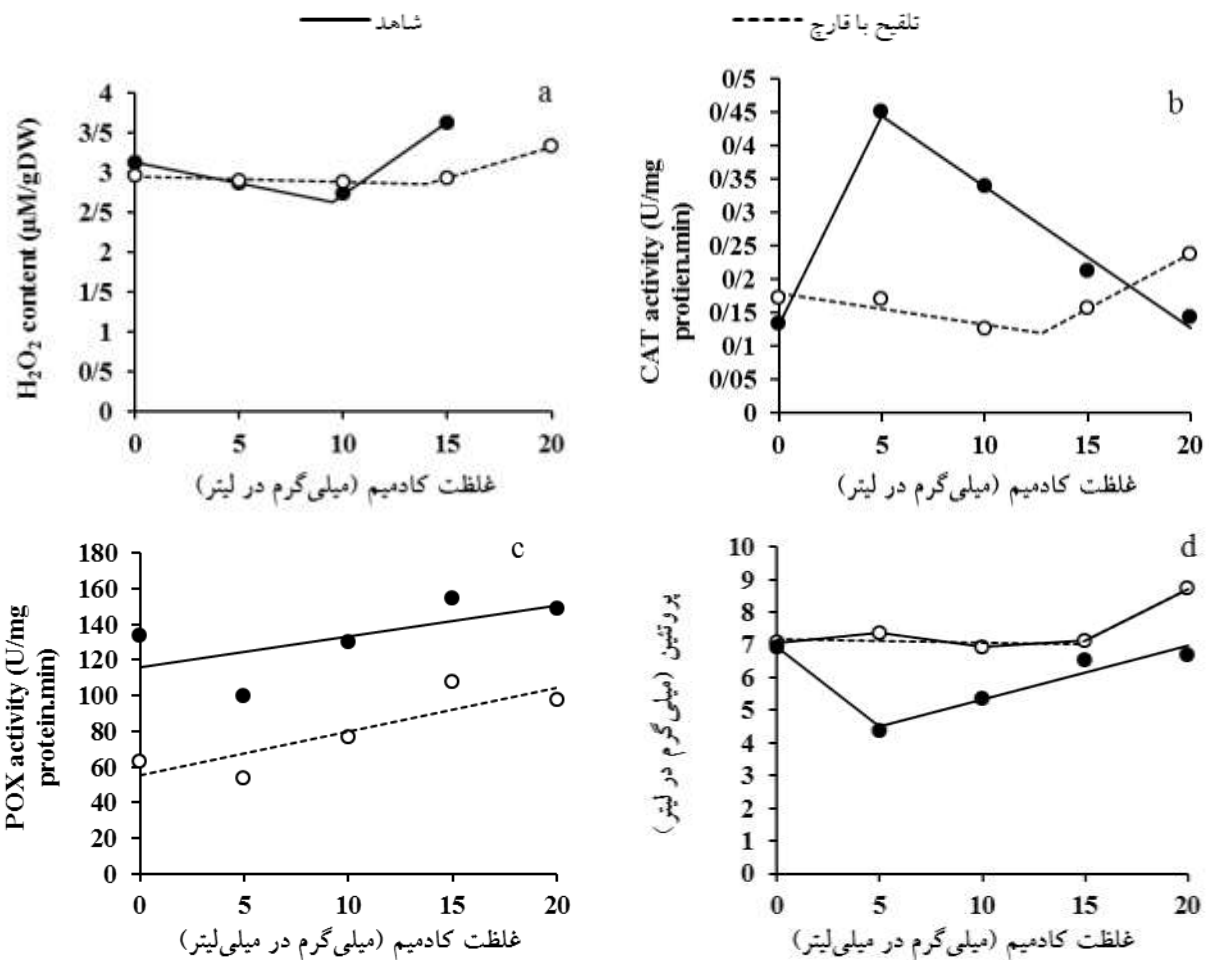 شاهد
تلقیح با قارچ
a
H₂O₂ content (µM/gDW)
4
3/5
3
2/5
2
1/5
1
0/5
0
0 5 10 15 20
غلظت کادمیم (میلی‌گرم در لیتر)
b
CAT activity (U/mg
protien.min)
0/5
0/45
0/4
0/35
0/3
0/25
0/2
0/15
0/1
0/05
0
0 5 10 15 20
غلظت کادمیم (میلی‌گرم در لیتر)
c
POX activity (U/mg
protein.min)
180
160
140
120
100
80
60
40
20
0
0 5 10 15 20
غلظت کادمیم (میلی‌گرم در میلی‌لیتر)
d
پروتئین (میلی گرم در لیتر)
10
9
8
7
6
5
4
3
2
1
0
0 5 10 15 20
غلظت کادمیم (میلی‌گرم در میلی‌لیتر)